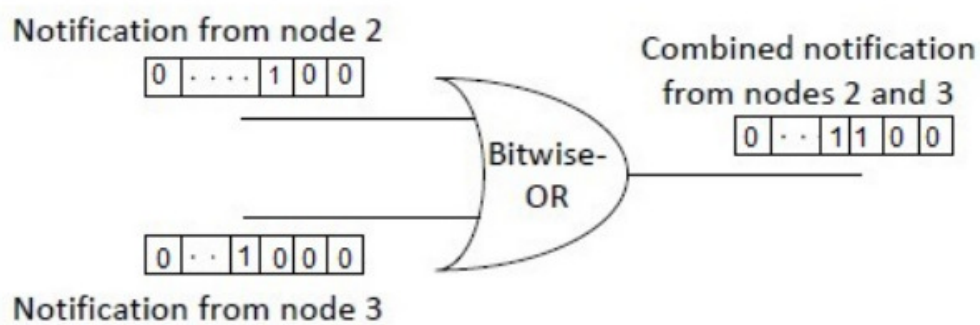 Notification from node 2
0 . . . . 1 0 0
Combined notification
from nodes 2 and 3
0 . . 1 1 0 0
Bitwise-
OR
0 . . 1 0 0 0
Notification from node 3